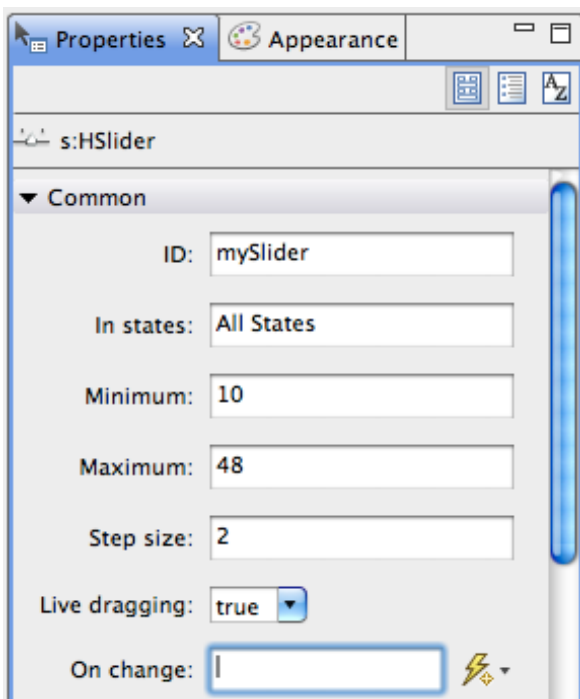 Properties Appearance
AZ
s:HSlider
Common
ID: mySlider
In states: All States
Minimum: 10
Maximum: 48
Step size: 2
Live dragging: true
On change: